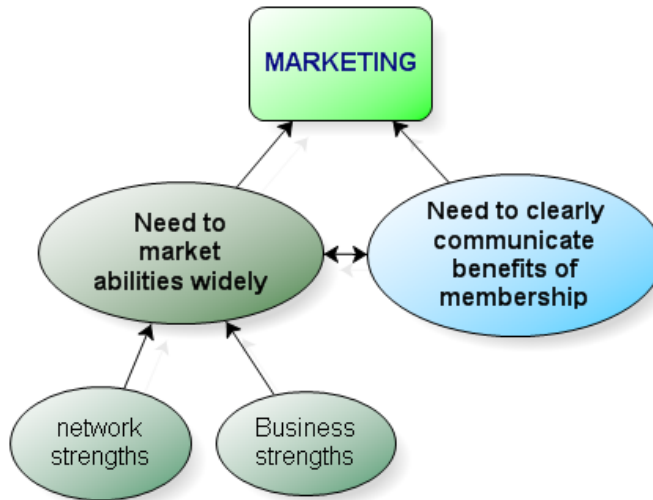 MARKETING
Need to
market
abilities widely
Need to clearly
communicate
benefits of
membership
network
strengths
Business
strengths